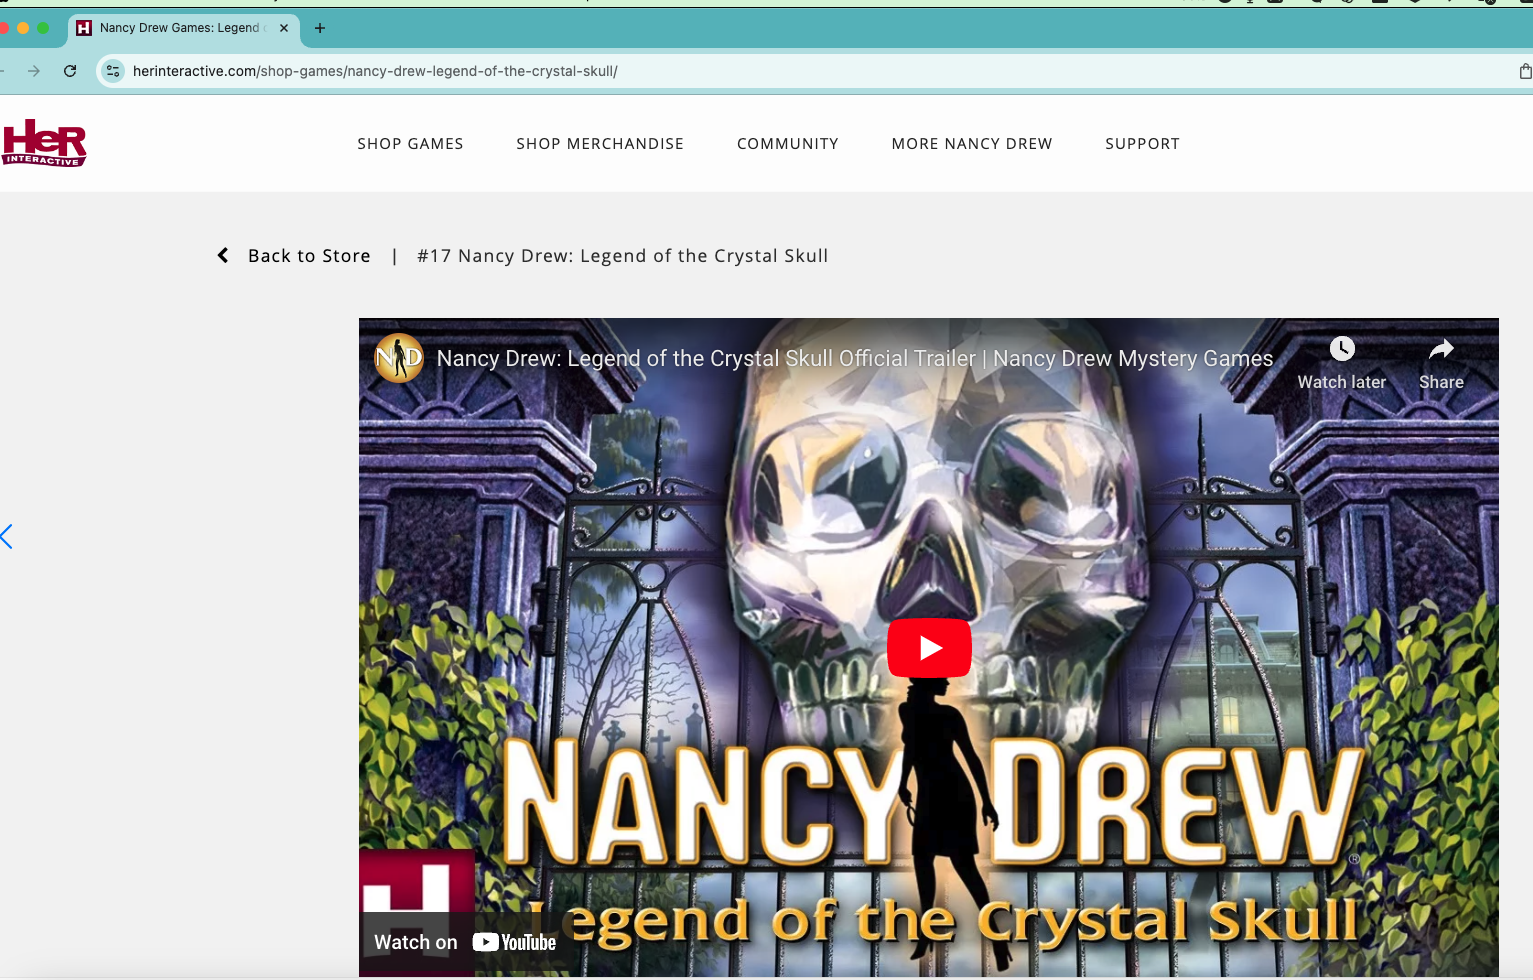 Nancy Drew Games: Legend
herinteractive.com/shop-games/nancy-drew-legend-of-the-crystal-skull/
HeR
INTERACTIVE
SHOP GAMES
SHOP MERCHANDISE
COMMUNITY
MORE NANCY DREW
SUPPORT
Back to Store | #17 Nancy Drew: Legend of the Crystal Skull
ND
Nancy Drew: Legend of the Crystal Skull Official Trailer | Nancy Drew Mystery Games
Watch later
Share
NANCY DREW
®
Legend of the Crystal Skull
H
Watch on YouTube